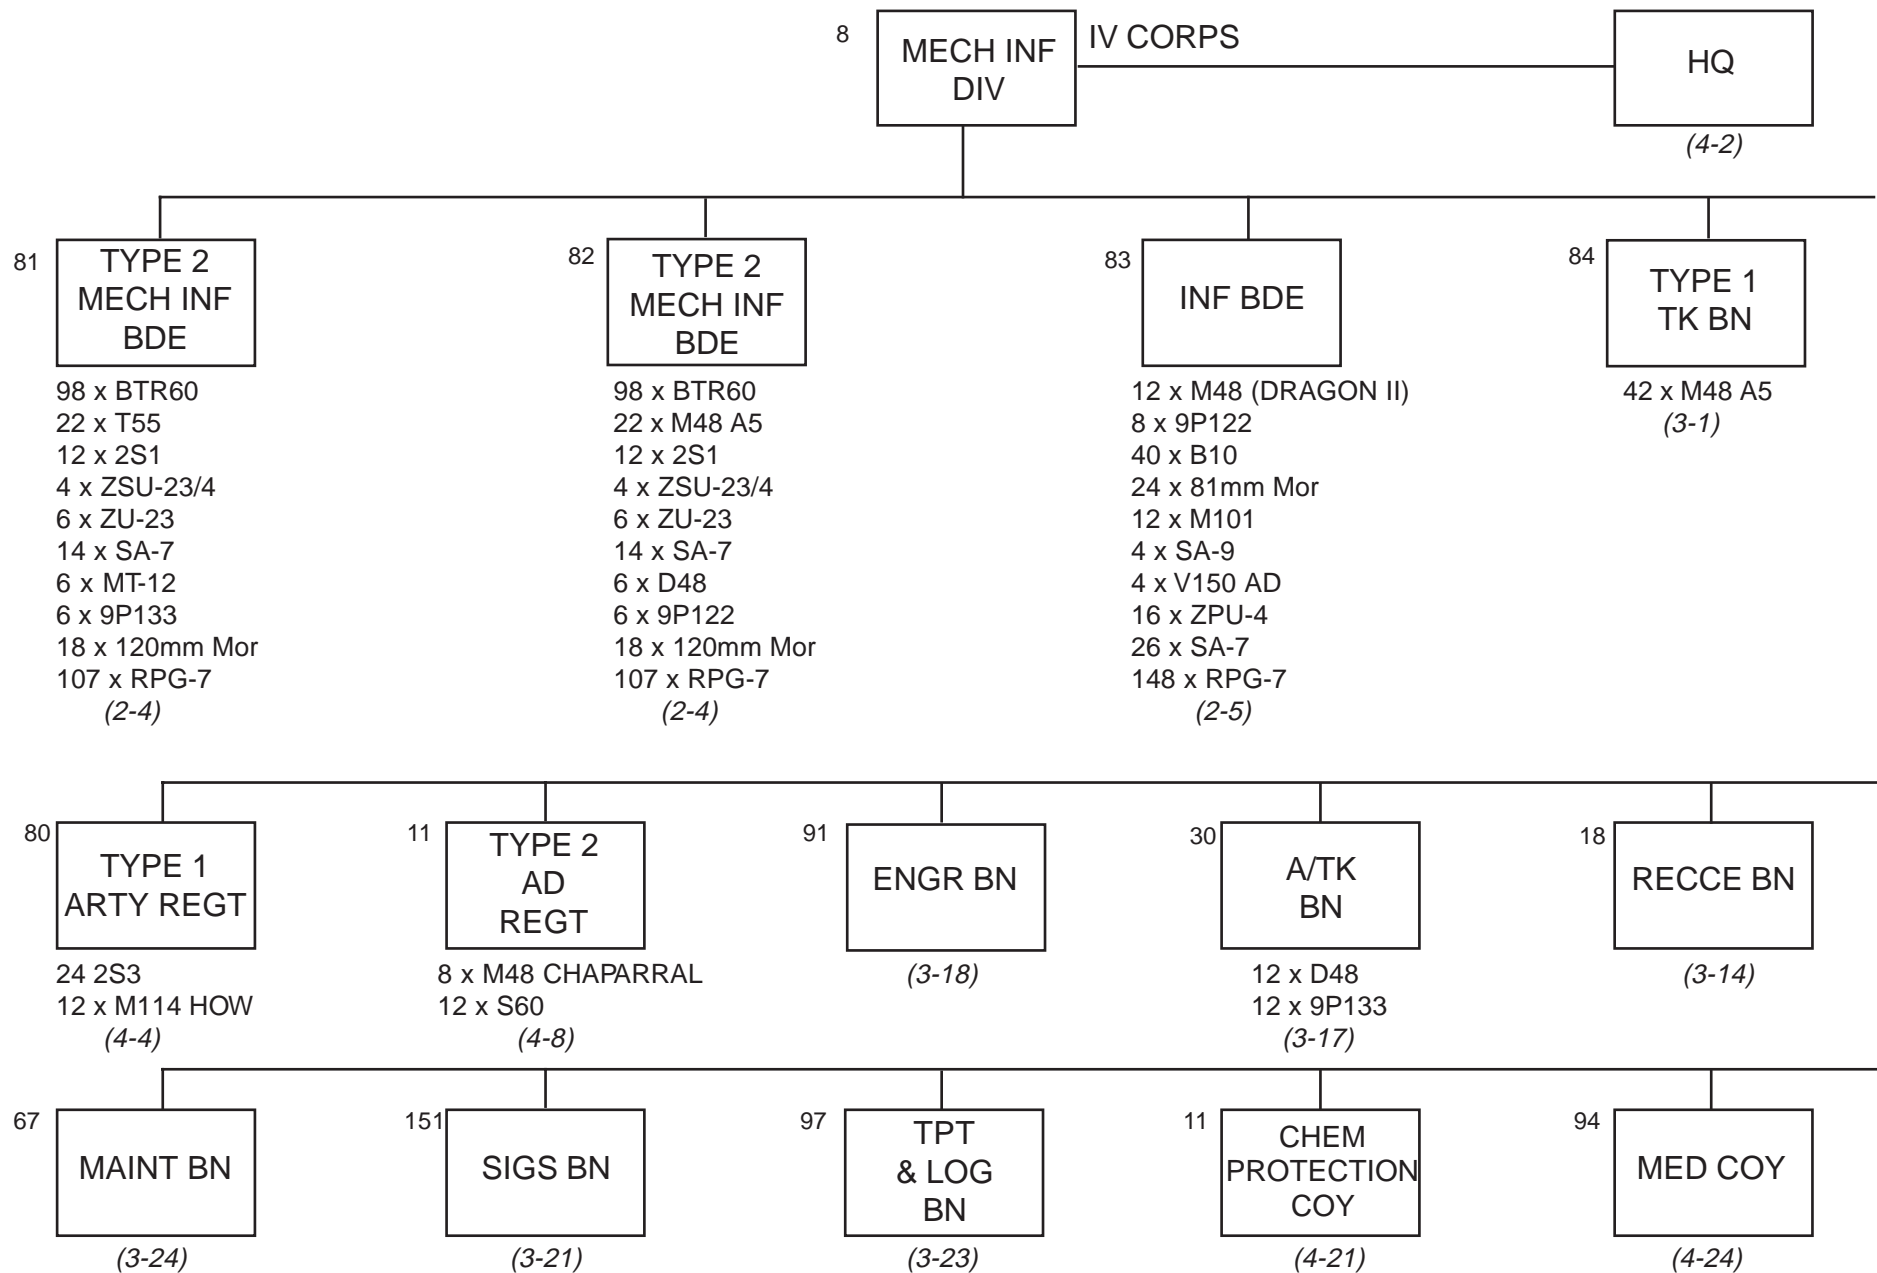 8
MECH INF
DIV
IV CORPS
HQ
(4-2)
81
TYPE 2
MECH INF
BDE
98 x BTR60
22 x T55
12 x 2S1
4 x ZSU-23/4
6 x ZU-23
14 x SA-7
6 x MT-12
6 x 9P133
18 x 120mm Mor
107 x RPG-7
(2-4)
82
TYPE 2
MECH INF
BDE
98 x BTR60
22 x M48 A5
12 x 2S1
4 x ZSU-23/4
6 x ZU-23
14 x SA-7
6 x D48
6 x 9P122
18 x 120mm Mor
107 x RPG-7
(2-4)
83
INF BDE
12 x M48 (DRAGON II)
8 x 9P122
40 x B10
24 x 81mm Mor
12 x M101
4 x SA-9
4 x V150 AD
16 x ZPU-4
26 x SA-7
148 x RPG-7
(2-5)
84
TYPE 1
TK BN
42 x M48 A5
(3-1)
80
TYPE 1
ARTY REGT
24 2S3
12 x M114 HOW
(4-4)
11
TYPE 2
AD
REGT
8 x M48 CHAPARRAL
12 x S60
(4-8)
91
ENGR BN
(3-18)
30
A/TK
BN
12 x D48
12 x 9P133
(3-17)
18
RECCE BN
(3-14)
67
MAINT BN
(3-24)
151
SIGS BN
(3-21)
97
TPT
& LOG
BN
(3-23)
11
CHEM
PROTECTION
COY
(4-21)
94
MED COY
(4-24)